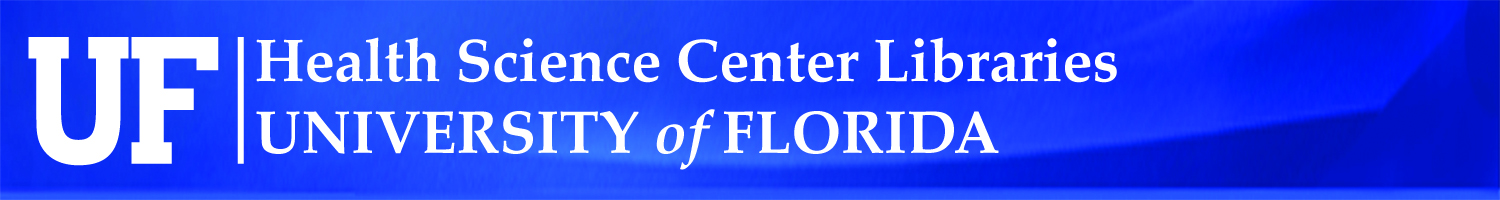 UF
Health Science Center Libraries
UNIVERSITY of FLORIDA